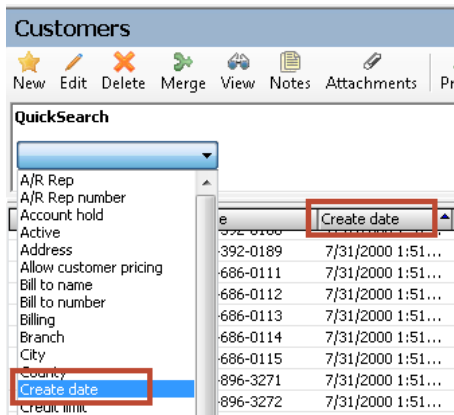 Customers
New Edit Delete Merge View Notes Attachments
QuickSearch
A/R Rep
A/R Rep number
Account hold
Active
Address
Allow customer pricing
Bill to name
Bill to number
Billing
Branch
City
County
Create date
Credit limit
e Create date
-392-0189 7/31/2000 1:51...
-686-0111 7/31/2000 1:51...
-686-0112 7/31/2000 1:51...
-686-0113 7/31/2000 1:51...
-686-0114 7/31/2000 1:51...
-686-0115 7/31/2000 1:51...
-896-3271 7/31/2000 1:51...
-896-3272 7/31/2000 1:51...